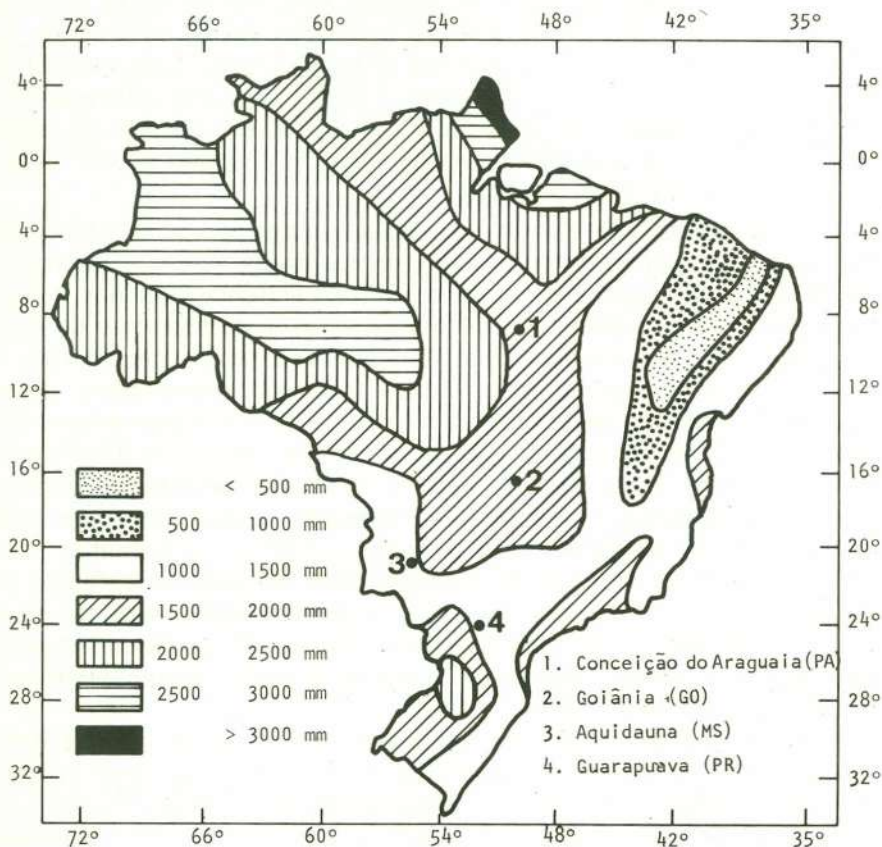 72° 66° 60° 54° 48° 42° 35°
4° 4°
0° 0°
4° 4°
8° 8°
12° 12°
16° 16°
20° 20°
24° 24°
28° 28°
32° 32°
1
2
3
4
< 500 mm
500 1000 mm
1000 1500 mm
1500 2000 mm
2000 2500 mm
2500 3000 mm
> 3000 mm
1. Conceição do Araguaia (PA)
2. Goiânia (GO)
3. Aquidauna (MS)
4. Guarapuava (PR)
72° 66° 60° 54° 48° 42° 35°